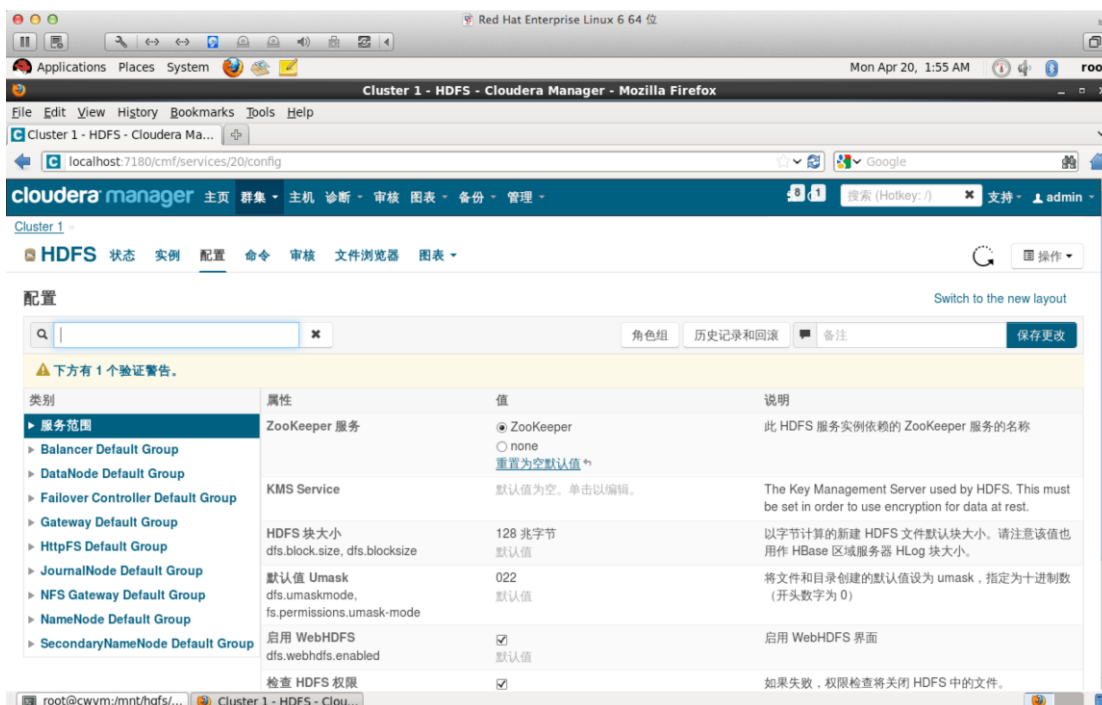 Red Hat Enterprise Linux 6 64 位
Applications Places System Mon Apr 20, 1:55 AM roo
Cluster 1 - HDFS - Cloudera Manager - Mozilla Firefox
File Edit View History Bookmarks Tools Help
Cluster 1 - HDFS - Cloudera Ma...
localhost:7180/cmf/services/20/config Google
cloudera manager 主页 群集 主机 诊断 审核 图表 备份 管理 8 1 搜索 (Hotkey: /) 支持 admin
Cluster 1
HDFS 状态 实例 配置 命令 审核 文件浏览器 图表 操作
配置 Switch to the new layout
角色组 历史记录和回滚 备注 保存更改
下方有 1 个验证警告。
类别 属性 值 说明
服务范围 ZooKeeper 服务 ZooKeeper 此 HDFS 服务实例依赖的 ZooKeeper 服务的名称
Balancer Default Group none
重置为空默认值
DataNode Default Group
Failover Controller Default Group KMS Service 默认值为空。单击以编辑。 The Key Management Server used by HDFS. This must
be set in order to use encryption for data at rest.
Gateway Default Group
HttpFS Default Group HDFS 块大小 128 兆字节 以字节计算的新建 HDFS 文件默认块大小。请注意该值也
dfs.block.size, dfs.blocksize 默认值 用作 HBase 区域服务器 HLog 块大小。
JournalNode Default Group 默认值 Umask 022 将文件和目录创建的默认值设为 umask，指定为十进制数
NFS Gateway Default Group dfs.umaskmode, 默认值 （开头数字为 0）
NameNode Default Group fs.permissions.umask-mode
SecondaryNameNode Default Group 启用 WebHDFS 启用 WebHDFS 界面
dfs.webhdfs.enabled 默认值
检查 HDFS 权限 如果失败，权限检查将关闭 HDFS 中的文件。
root@cwvm:/mnt/hgfs/... Cluster 1 - HDFS - Clou...